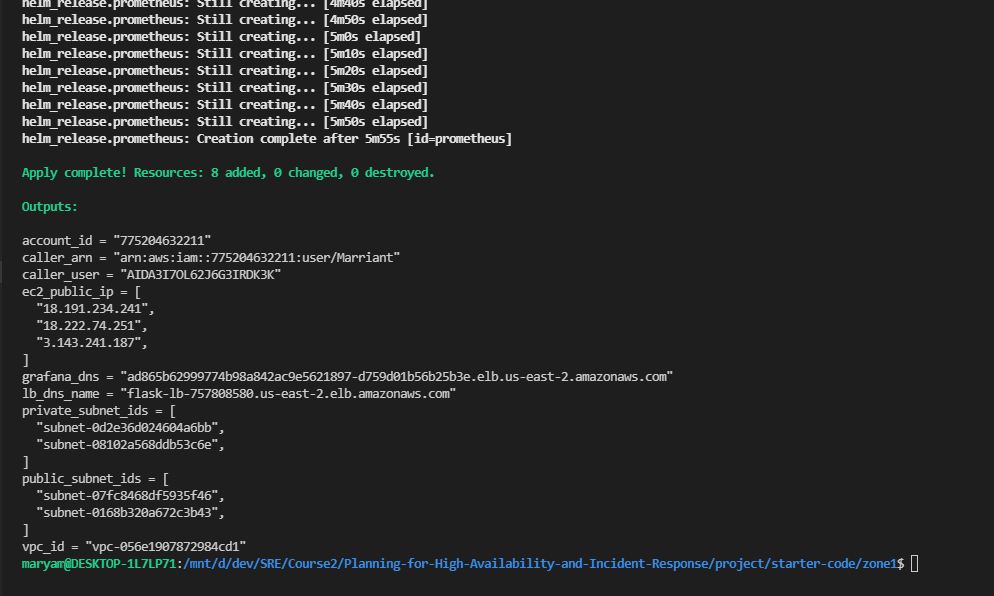 helm_release.prometheus: Still creating... [4m40s elapsed]
helm_release.prometheus: Still creating... [4m50s elapsed]
helm_release.prometheus: Still creating... [5m0s elapsed]
helm_release.prometheus: Still creating... [5m10s elapsed]
helm_release.prometheus: Still creating... [5m20s elapsed]
helm_release.prometheus: Still creating... [5m30s elapsed]
helm_release.prometheus: Still creating... [5m40s elapsed]
helm_release.prometheus: Still creating... [5m50s elapsed]
helm_release.prometheus: Creation complete after 5m55s [id=prometheus]
Apply complete! Resources: 8 added, 0 changed, 0 destroyed.
Outputs:
account_id = "775204632211"
caller_arn = "arn:aws:iam::775204632211:user/Marriant"
caller_user = "AIDA3I7OL62J6G3IRDK3K"
ec2_public_ip = [
"18.191.234.241",
"18.222.74.251",
"3.143.241.187",
]
grafana_dns = "ad865b62999774b98a842ac9e5621897-d759d01b56b25b3e.elb.us-east-2.amazonaws.com"
lb_dns_name = "flask-lb-757808580.us-east-2.elb.amazonaws.com"
private_subnet_ids = [
"subnet-0d2e36d024604a6bb",
"subnet-08102a568ddb53c6e",
]
public_subnet_ids = [
"subnet-07fc8468df5935f46",
"subnet-0168b320a672c3b43",
]
vpc_id = "vpc-056e1907872984cd1"
maryam@DESKTOP-1L7LP71:/mnt/d/dev/SRE/Course2/Planning-for-High-Availability-and-Incident-Response/project/starter-code/zone1$